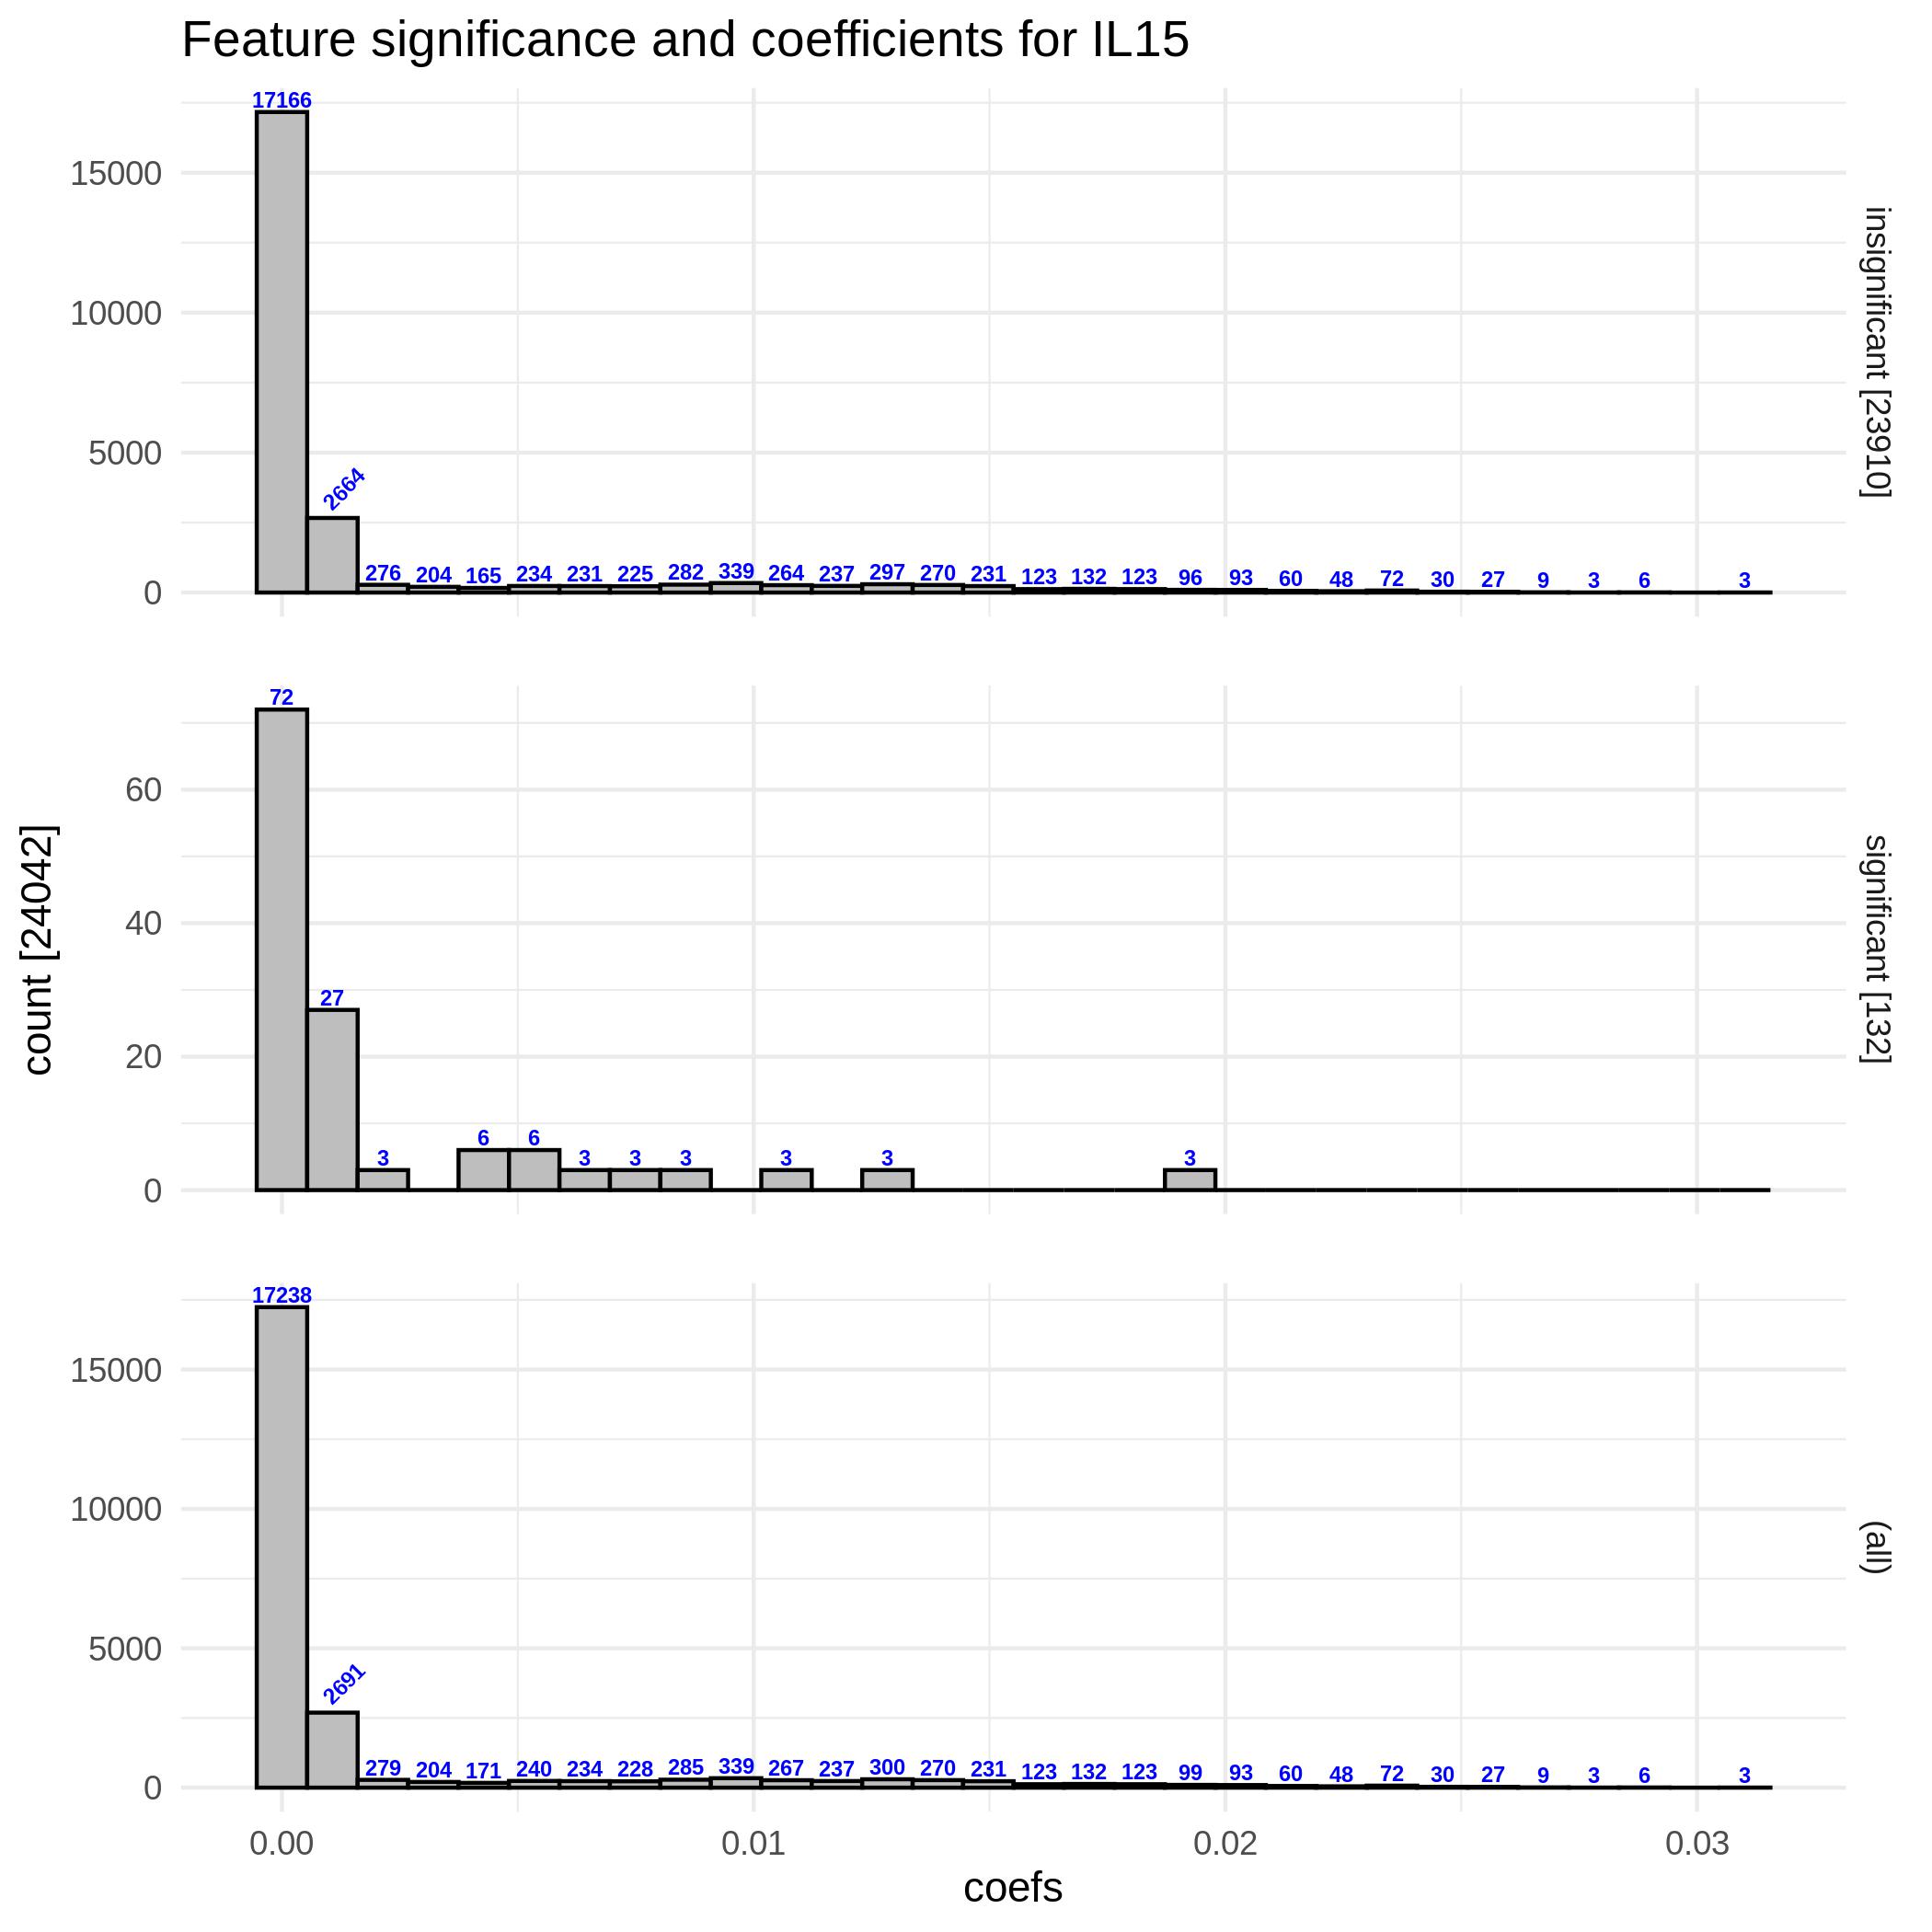 Feature significance and coefficients for IL15
17166
15000
10000
5000
2664
276 204 165 234 231 225 282 339 264 237 297 270 231 123 132 123 96 93 60 48 72 30 27 9 3 6 3
0
insignificant [23910]
72
60
40
27
20
3 6 6 3 3 3 3 3 3
0
significant [132]
count [24042]
17238
15000
10000
5000
2691
279 204 171 240 234 228 285 339 267 237 300 270 231 123 132 123 99 93 60 48 72 30 27 9 3 6 3
0
(all)
0.00 0.01 0.02 0.03
coefs